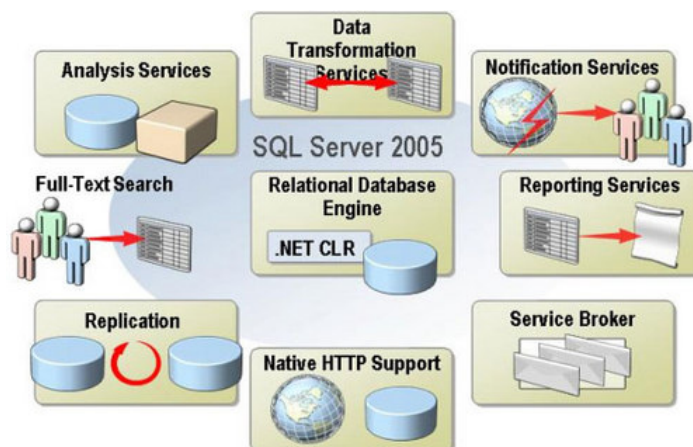 Data
Transformation
Services
Analysis Services
Notification Services
SQL Server 2005
Full-Text Search
Relational Database
Engine
.NET CLR
Reporting Services
Replication
Native HTTP Support
Service Broker